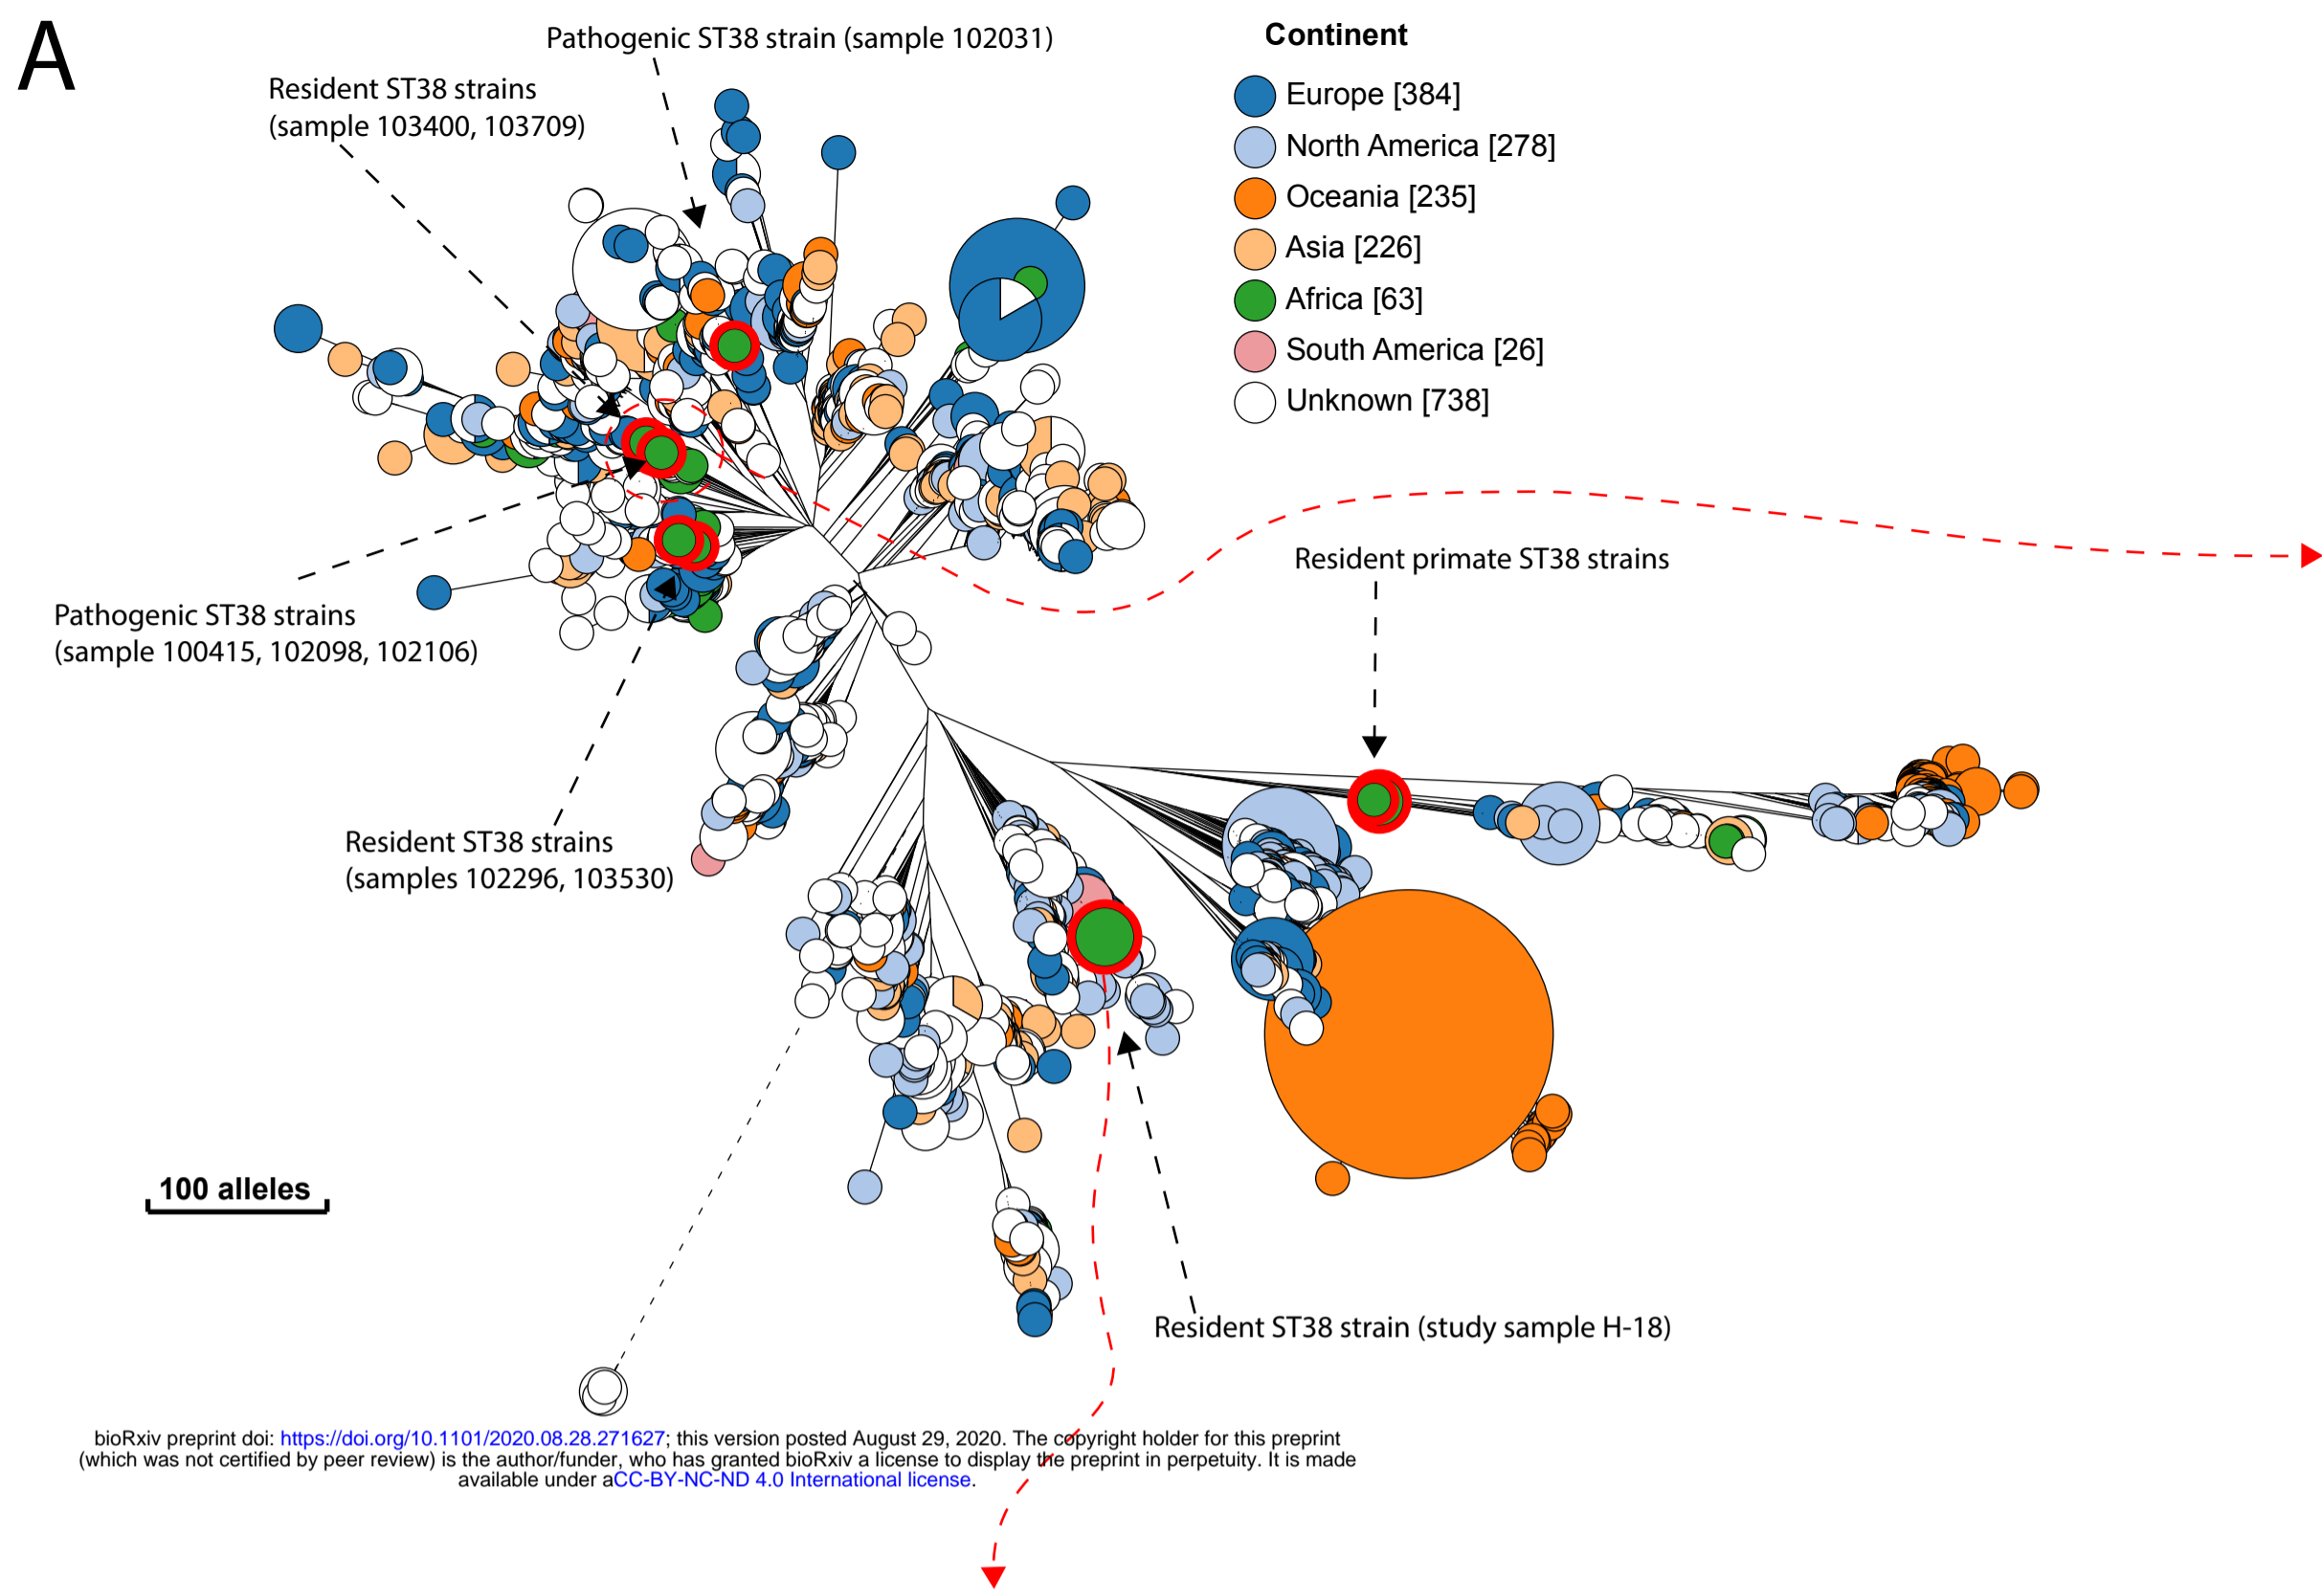 A
Pathogenic ST38 strain (sample 102031)
Resident ST38 strains
(sample 103400, 103709)
Continent
Europe [384]
North America [278]
Oceania [235]
Asia [226]
Africa [63]
South America [26]
Unknown [738]
Resident primate ST38 strains
Pathogenic ST38 strains
(sample 100415, 102098, 102106)
Resident ST38 strains
(samples 102296, 103530)
100 alleles
Resident ST38 strain (study sample H-18)
bioRxiv preprint doi: https://doi.org/10.1101/2020.08.28.271627; this version posted August 29, 2020. The copyright holder for this preprint
(which was not certified by peer review) is the author/funder, who has granted bioRxiv a license to display the preprint in perpetuity. It is made
available under aCC-BY-NC-ND 4.0 International license.